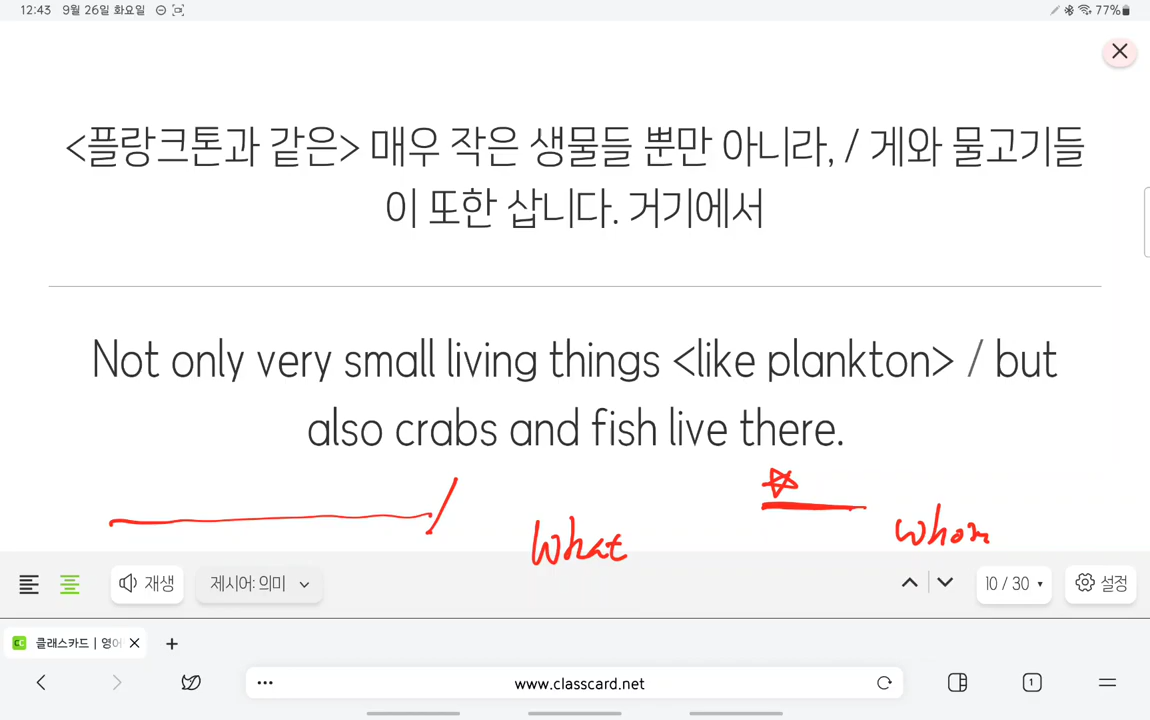 12:43 9월 26일 화요일
77%
<플랑크톤과 같은> 매우 작은 생물들 뿐만 아니라, / 게와 물고기들
이 또한 삽니다. 거기에서
Not only very small living things <like plankton> / but
also crabs and fish live there.
What
whom
재생 제시어: 의미 10 / 30 설정
클래스카드 | 영어
www.classcard.net
1